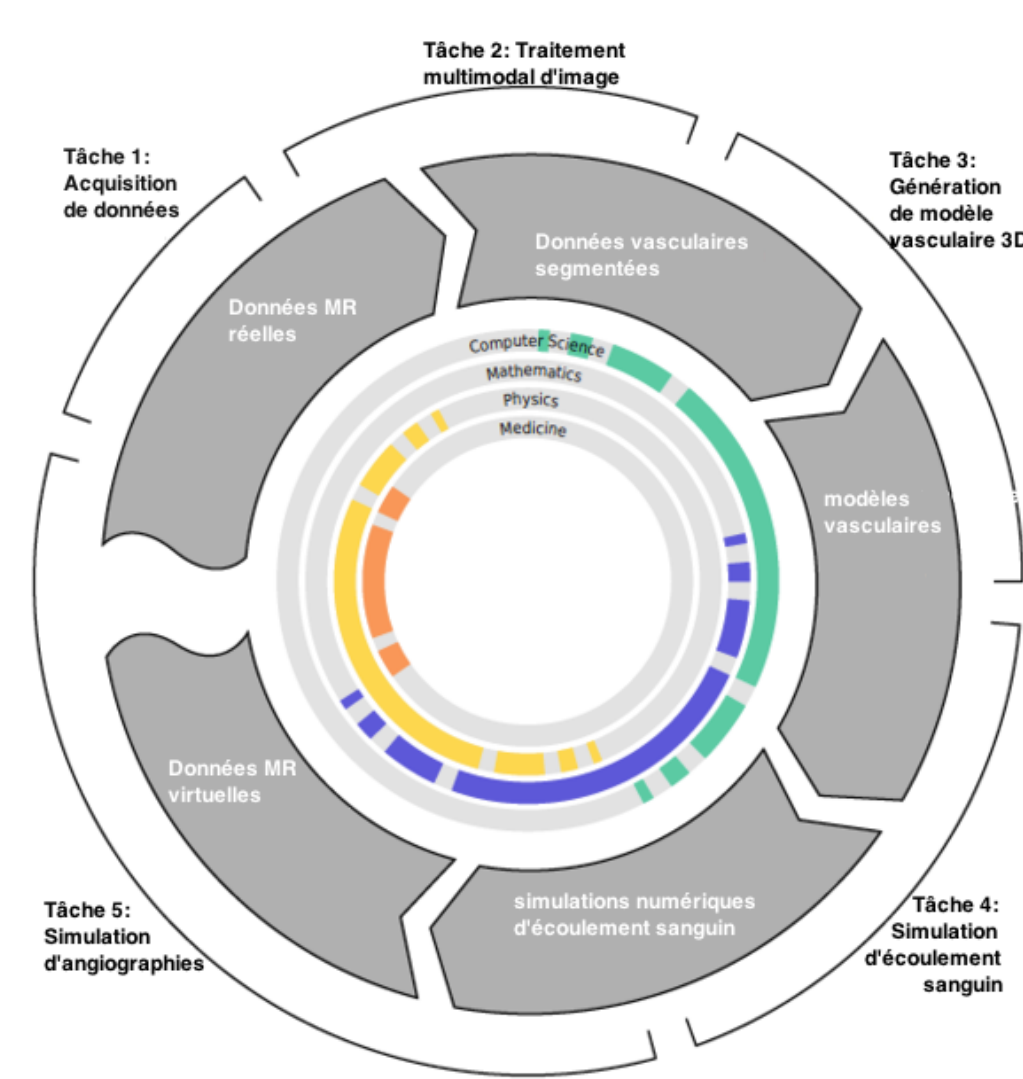 Tâche 2: Traitement
multimodal d'image
Tâche 1:
Acquisition
de données
Tâche 3:
Génération
de modèle
vasculaire 3D
Données vasculaires
segmentées
Données MR
réelles
Computer Science
Mathematics
Physics
Medicine
modèles
vasculaires
Données MR
virtuelles
simulations numériques
d'écoulement sanguin
Tâche 5:
Simulation
d'angiographies
Tâche 4:
Simulation
d'écoulement
sanguin